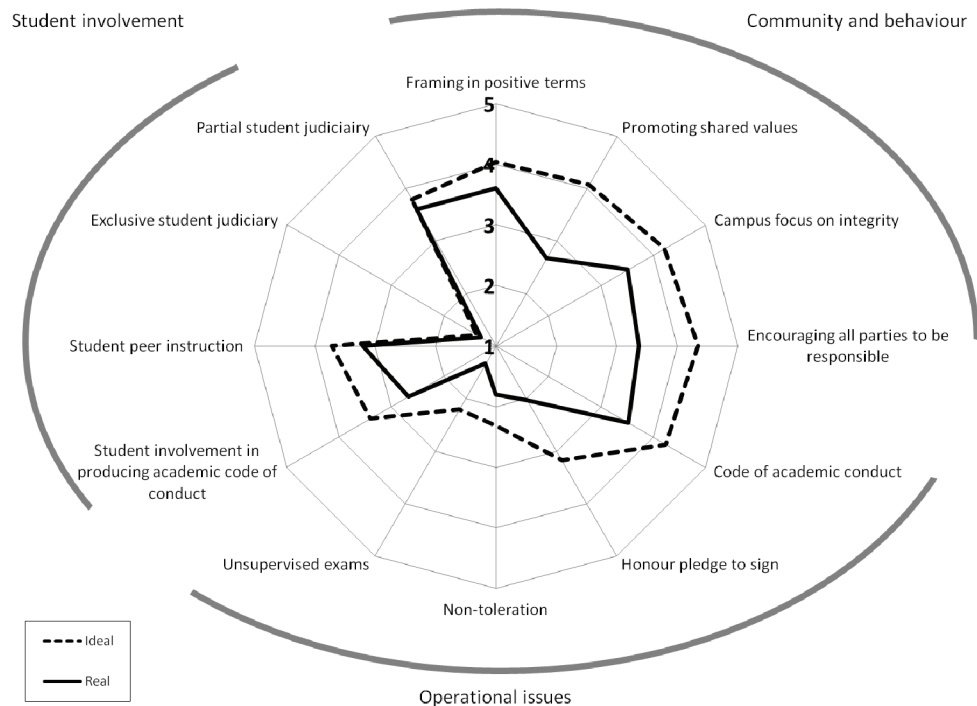 Student involvement
Community and behaviour
Framing in positive terms
5
Partial student judiciairy
Promoting shared values
4
Exclusive student judiciary
Campus focus on integrity
3
2
Student peer instruction
1
Encouraging all parties to be
responsible
Student involvement in
producing academic code of
conduct
Code of academic conduct
Unsupervised exams
Honour pledge to sign
Non-toleration
Ideal
Real
Operational issues